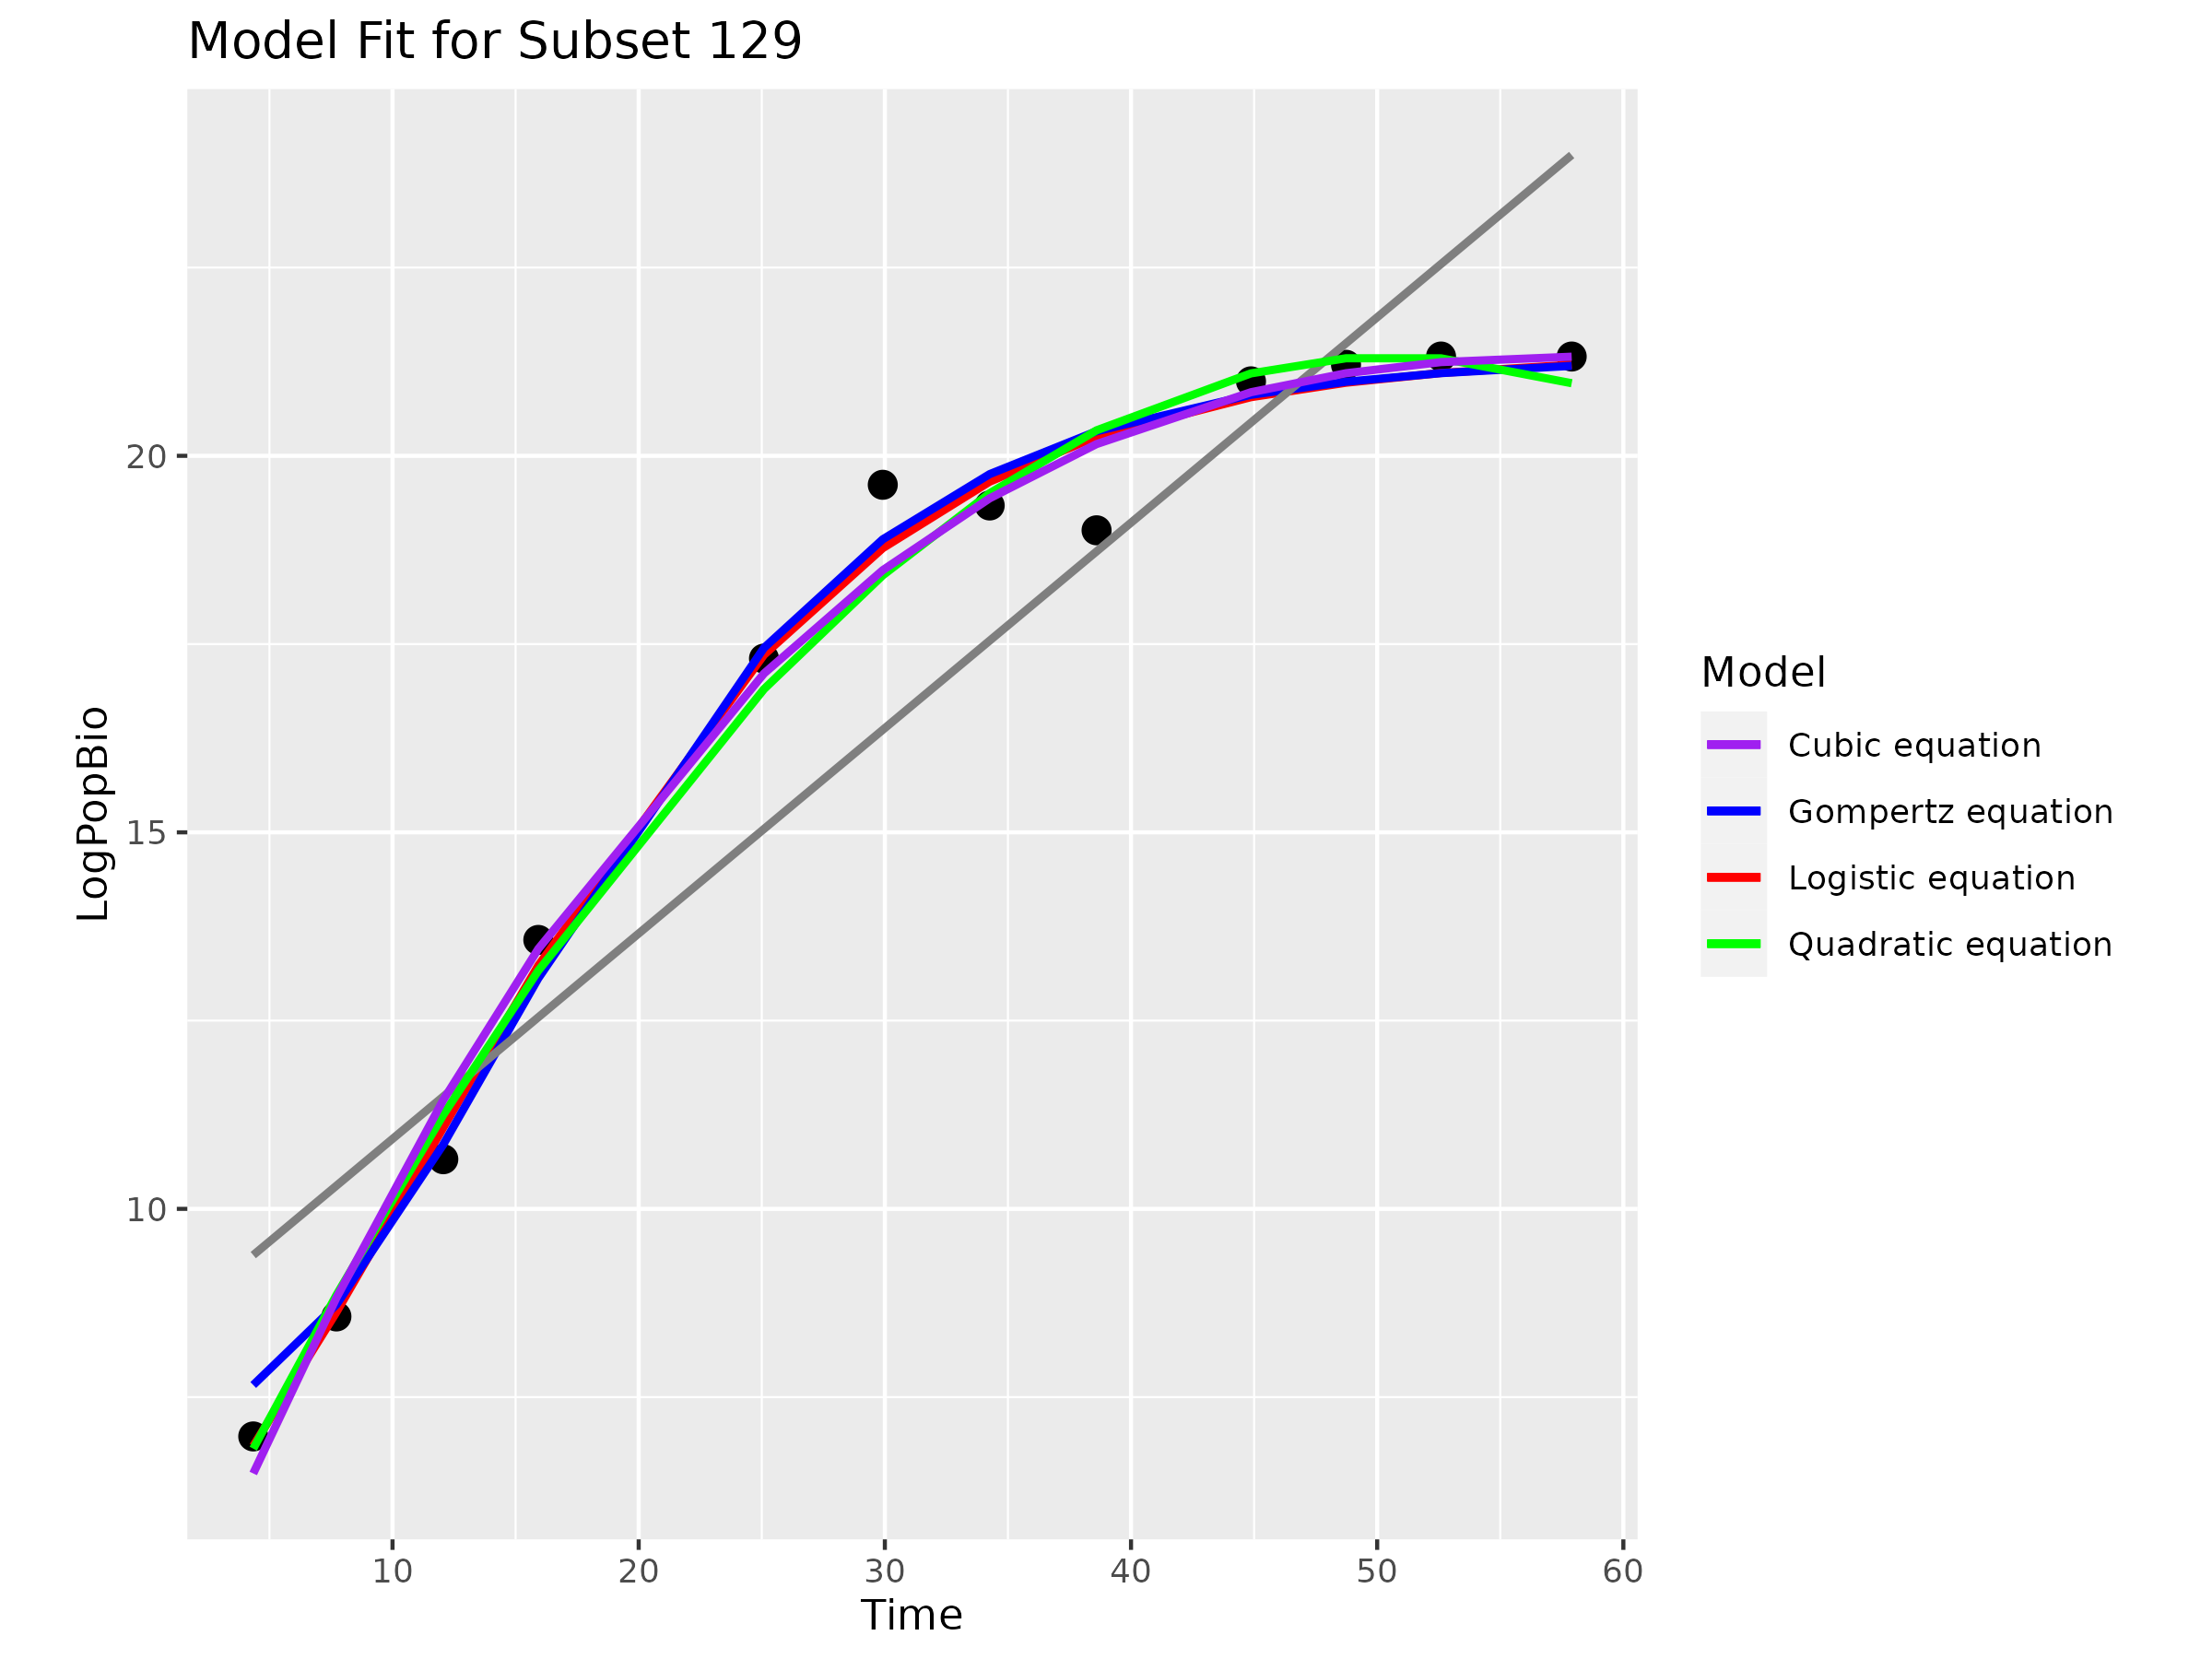 Model Fit for Subset 129
LogPopBio
20
15
10
10 20 30 40 50 60
Time
Model
Cubic equation
Gompertz equation
Logistic equation
Quadratic equation